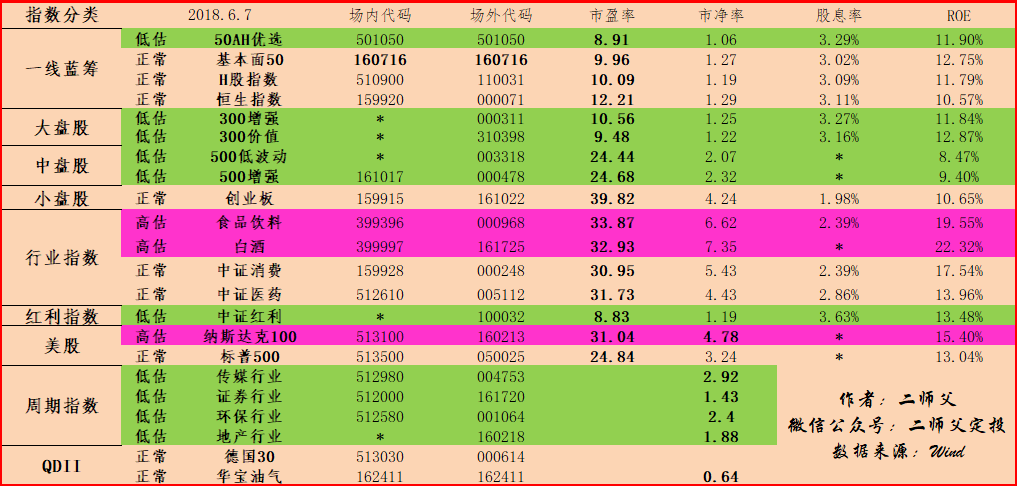 指数分类 2018.6.7 场内代码 场外代码 市盈率 市净率 股息率 ROE
一线蓝筹
低估 50AH优选 501050 501050 8.91 1.06 3.29% 11.90%
正常 基本面50 160716 160716 9.96 1.27 3.02% 12.75%
正常 H股指数 510900 110031 10.09 1.19 3.09% 11.79%
正常 恒生指数 159920 000071 12.21 1.29 3.11% 10.57%
大盘股
低估 300增强 * 000311 10.56 1.25 3.27% 11.84%
低估 300价值 * 310398 9.48 1.22 3.16% 12.87%
中盘股
低估 500低波动 * 003318 24.44 2.07 * 8.47%
低估 500增强 161017 000478 24.68 2.32 * 9.40%
小盘股 正常 创业板 159915 161022 39.82 4.24 1.98% 10.65%
行业指数
高估 食品饮料 399396 000968 33.87 6.62 2.39% 19.55%
高估 白酒 399997 161725 32.93 7.35 * 22.32%
正常 中证消费 159928 000248 30.95 5.43 2.39% 17.54%
正常 中证医药 512610 005112 31.73 4.43 2.86% 13.96%
红利指数 低估 中证红利 * 100032 8.83 1.19 3.63% 13.48%
美股
高估 纳斯达克100 513100 160213 31.04 4.78 * 15.40%
正常 标普500 513500 050025 24.84 3.24 * 13.04%
周期指数
低估 传媒行业 512980 004753 2.92
低估 证券行业 512000 161720 1.43
低估 环保行业 512580 001064 2.4
低估 地产行业 * 160218 1.88
QDII
正常 德国30 513030 000614
正常 华宝油气 162411 162411 0.64
作者：二师父
微信公众号：二师父定投
数据来源：Wind